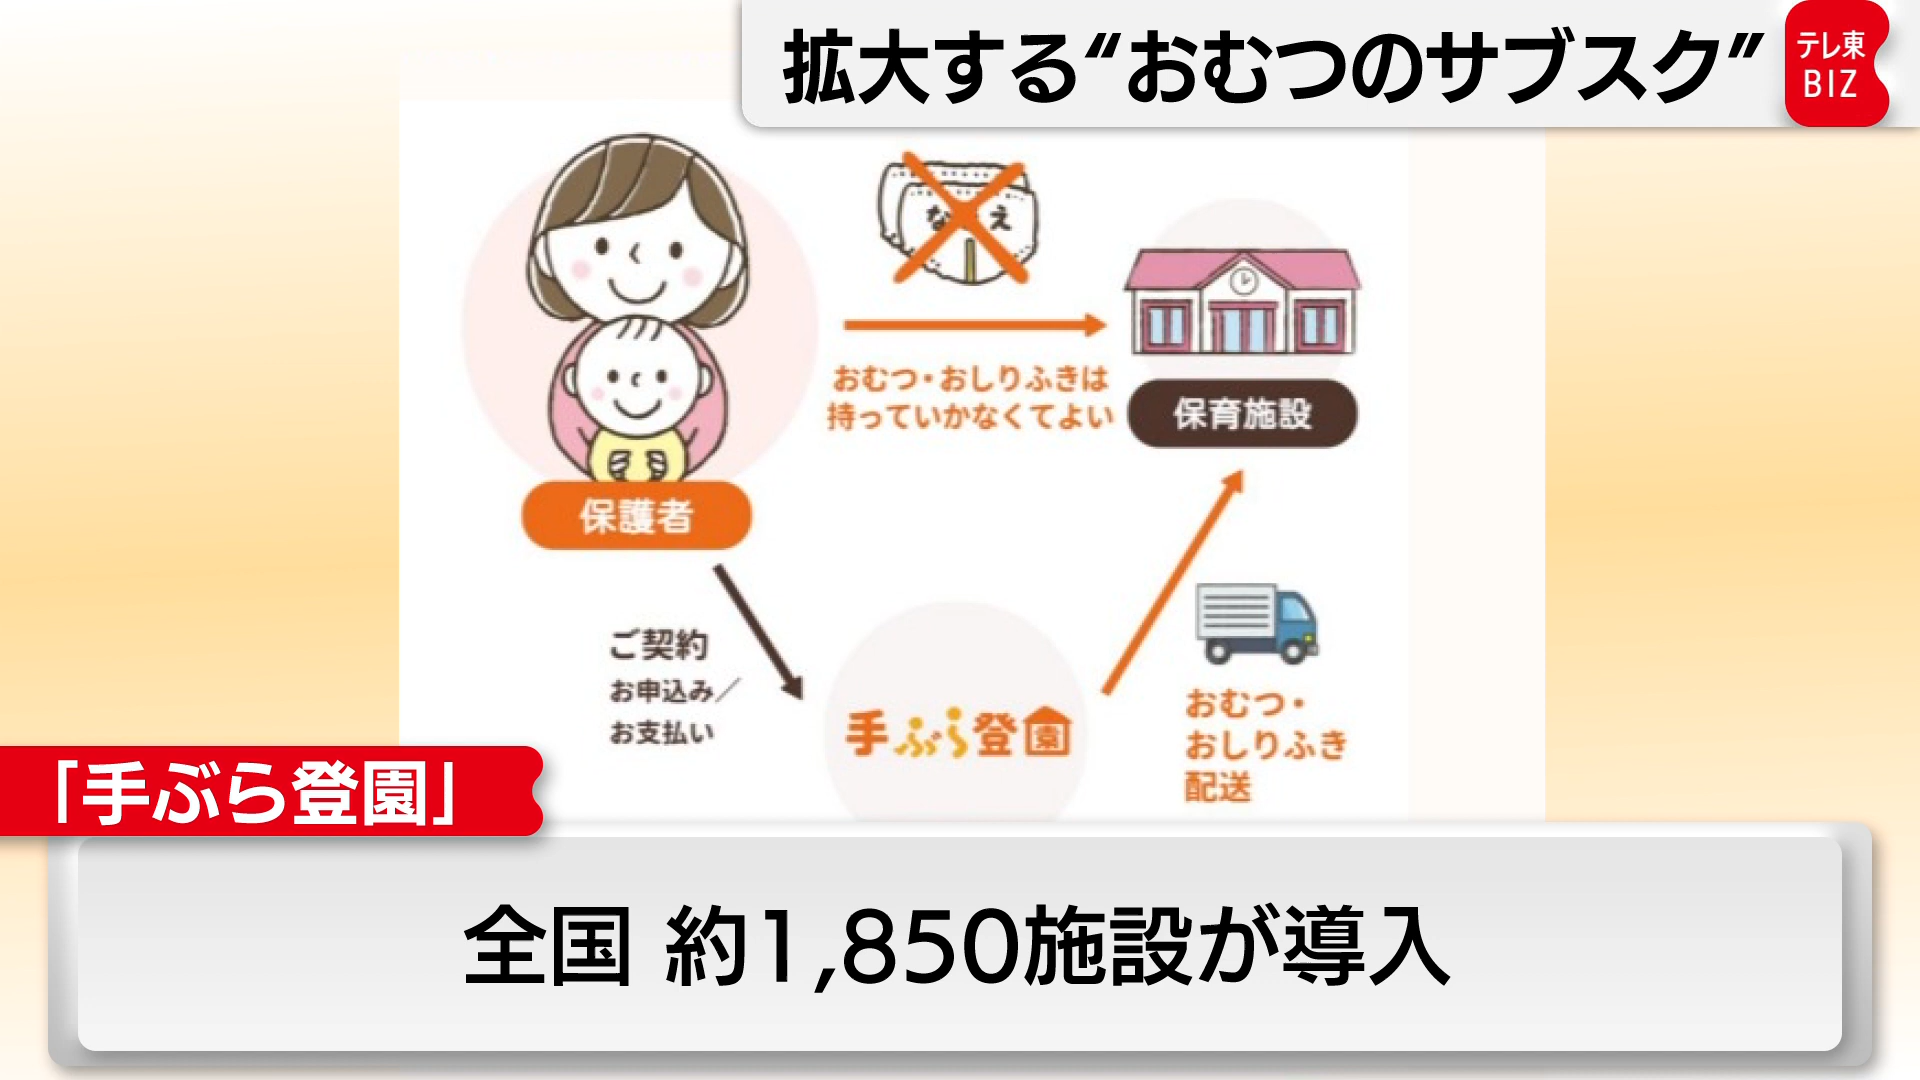 拡大する“おむつのサブスク”
テレ東
BIZ
な え
おむつ・おしりふきは
持っていかなくてよい
保育施設
保護者
ご契約
お申込み／
お支払い
手ぶら登園
おむつ・
おしりふき
配送
「手ぶら登園」
全国 約1,850施設が導入